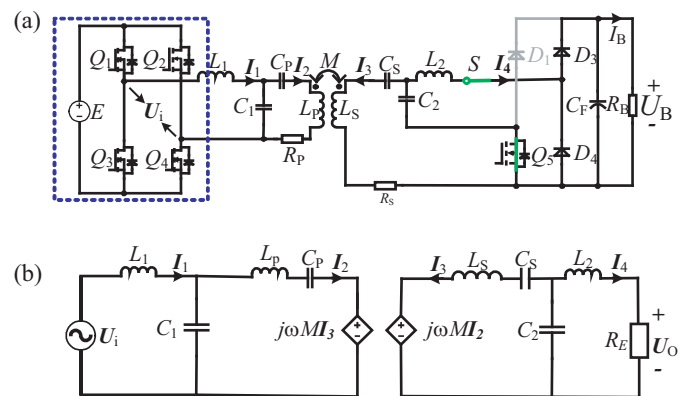 (a)
Q1 Q2 L1 I1 CP I2 M I3 CS L2 S I4 D1 D3 IB
E Ui C1 LP LS C2 CF RB UB + -
Q3 Q4 RP Q5 D4
RS
(b)
L1 I1 Lp CP I2 I3 LS CS L2 I4
Ui C1 jωMI3 jωMI2 C2 RE UO + -